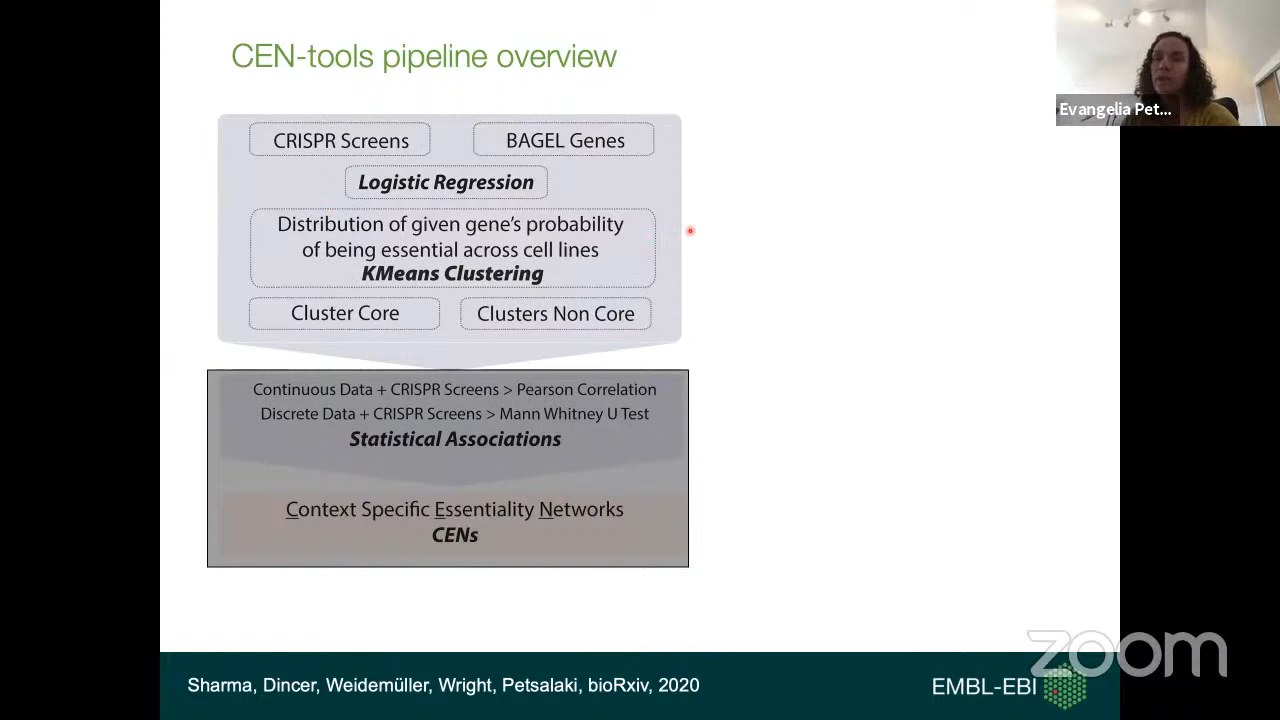 CEN-tools pipeline overview
Evangelia Pet...
CRISPR Screens
BAGEL Genes
Logistic Regression
Distribution of given gene's probability
of being essential across cell lines
KMeans Clustering
Cluster Core
Clusters Non Core
Continuous Data + CRISPR Screens > Pearson Correlation
Discrete Data + CRISPR Screens > Mann Whitney U Test
Statistical Associations
Context Specific Essentiality Networks
CENs
zoom
Sharma, Dincer, Weidemüller, Wright, Petsalaki, bioRxiv, 2020
EMBL-EBI